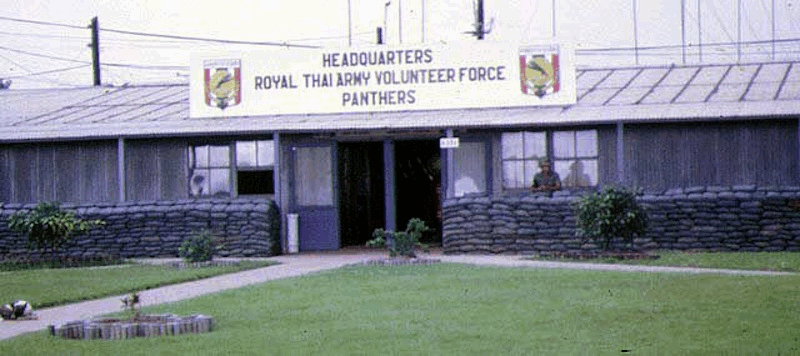 HEADQUARTERS
ROYAL THAI ARMY VOLUNTEER FORCE
PANTHERS